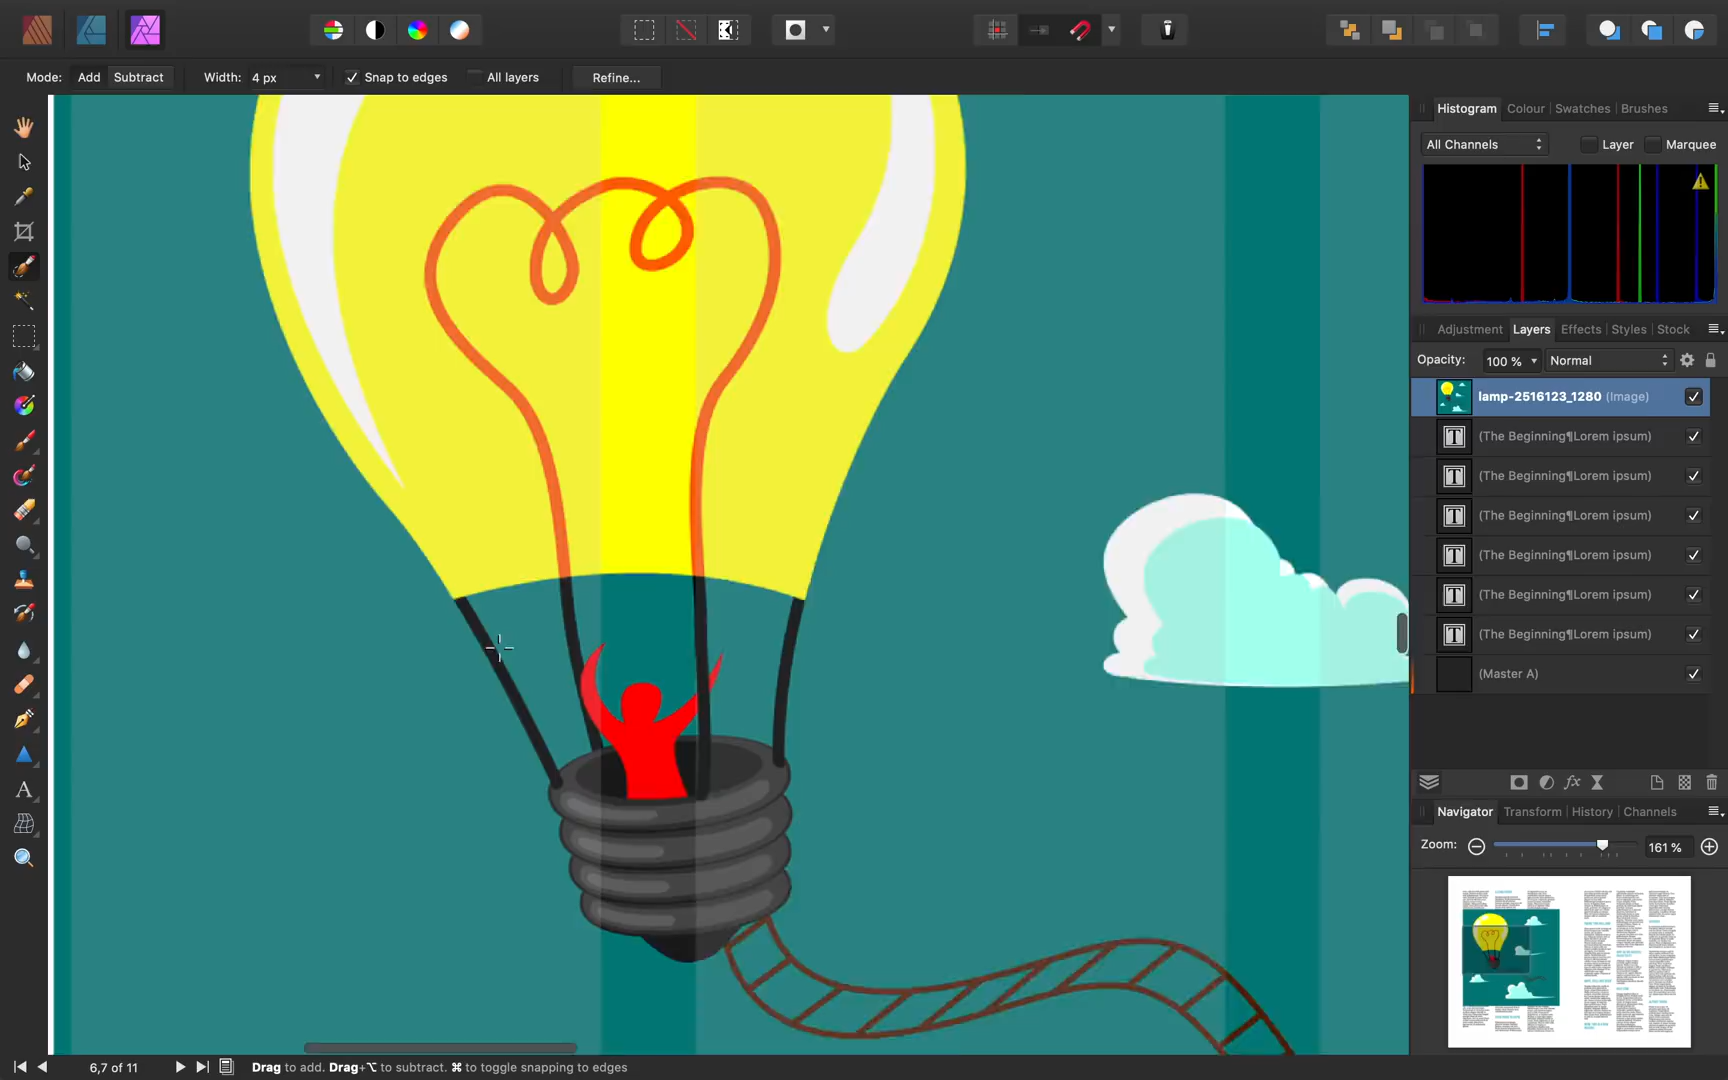 Mode: Add Subtract Width: 4 px Snap to edges All layers Refine...
Histogram Colour Swatches Brushes
All Channels Layer Marquee
Adjustment Layers Effects Styles Stock
Opacity: 100 % Normal
lamp-2516123_1280 (Image)
T (The Beginning¶Lorem ipsum)
T (The Beginning¶Lorem ipsum)
T (The Beginning¶Lorem ipsum)
T (The Beginning¶Lorem ipsum)
T (The Beginning¶Lorem ipsum)
T (The Beginning¶Lorem ipsum)
(Master A)
fx
A
Navigator Transform History Channels
Zoom: 161 %
6,7 of 11 Drag to add. Drag+⌥ to subtract. ⌘ to toggle snapping to edges